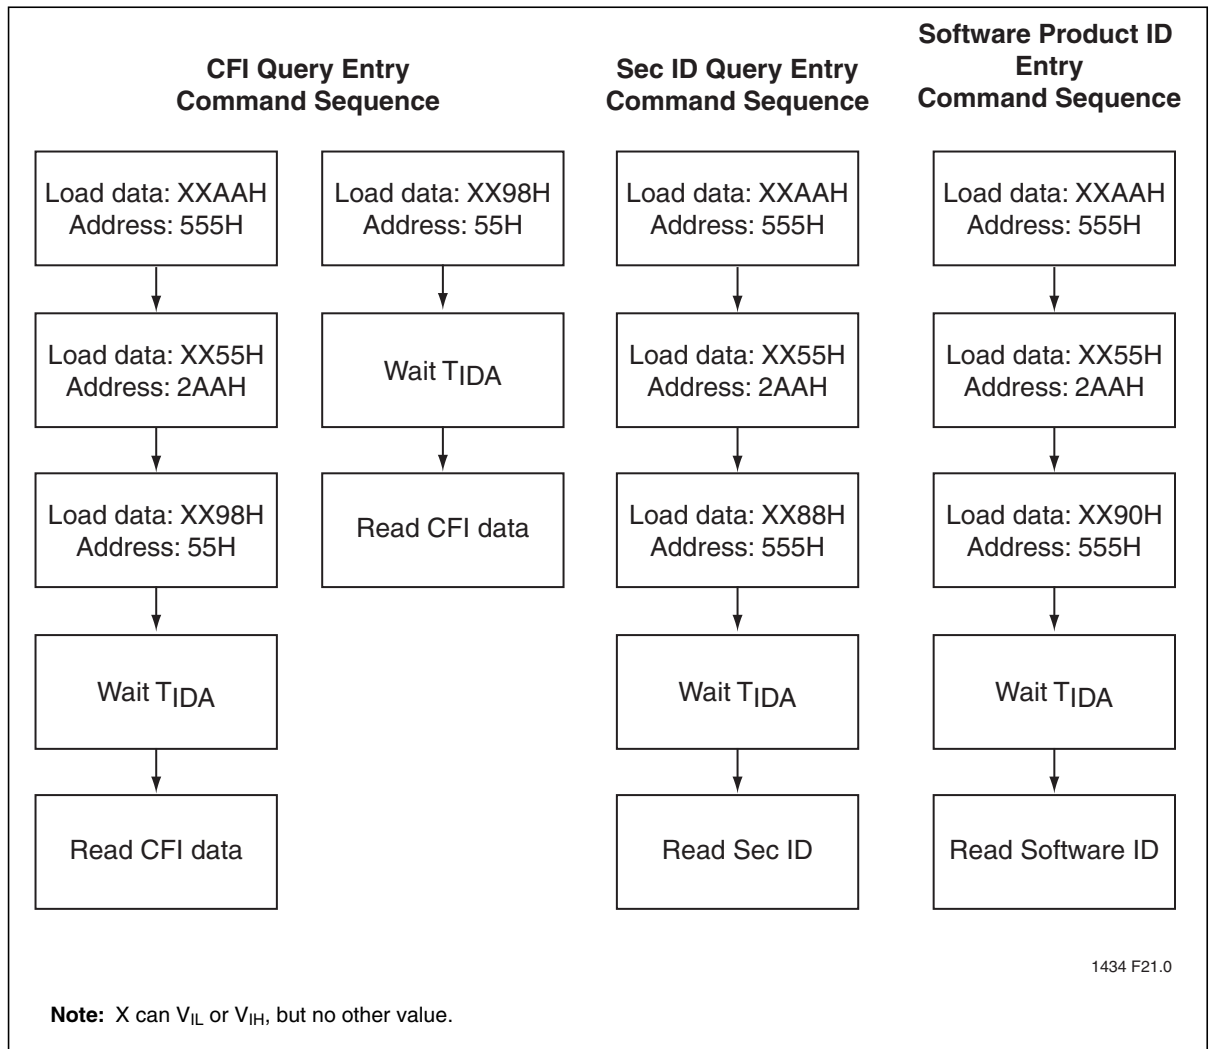 CFI Query Entry
Command Sequence
Load data: XXAAH
Address: 555H
Load data: XX55H
Address: 2AAH
Load data: XX98H
Address: 55H
Wait TIDA
Read CFI data
Load data: XX98H
Address: 55H
Wait TIDA
Read CFI data
Sec ID Query Entry
Command Sequence
Load data: XXAAH
Address: 555H
Load data: XX55H
Address: 2AAH
Load data: XX88H
Address: 555H
Wait TIDA
Read Sec ID
Software Product ID
Entry
Command Sequence
Load data: XXAAH
Address: 555H
Load data: XX55H
Address: 2AAH
Load data: XX90H
Address: 555H
Wait TIDA
Read Software ID
1434 F21.0
Note: X can VIL or VIH, but no other value.